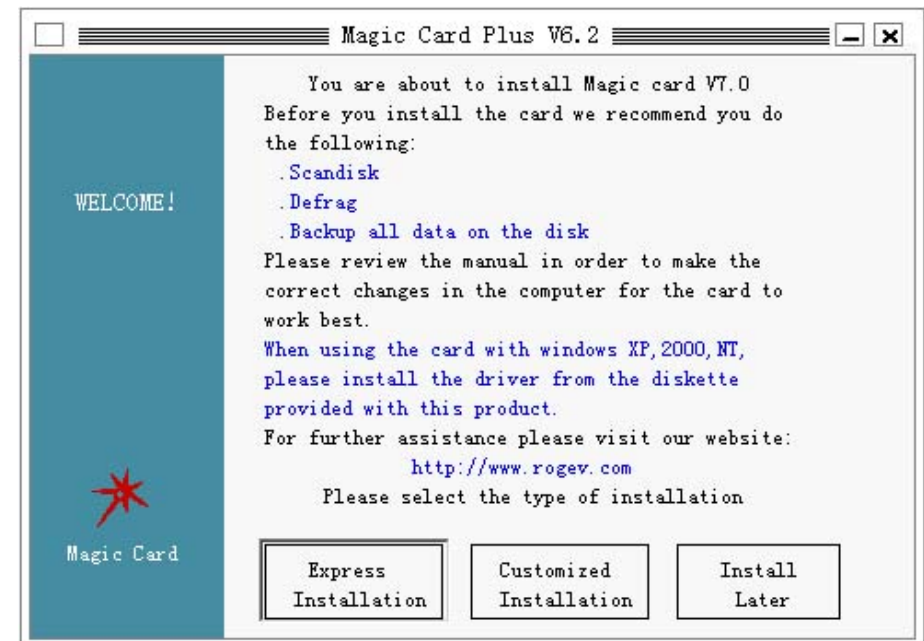 Magic Card Plus V6.2
You are about to install Magic card V7.0
Before you install the card we recommend you do
the following:
.Scandisk
.Defrag
.Backup all data on the disk
Please review the manual in order to make the
correct changes in the computer for the card to
work best.
When using the card with windows XP,2000,NT,
please install the driver from the diskette
provided with this product.
For further assistance please visit our website:
http://www.rogev.com
Please select the type of installation
WELCOME!
Magic Card
Express
Installation
Customized
Installation
Install
Later